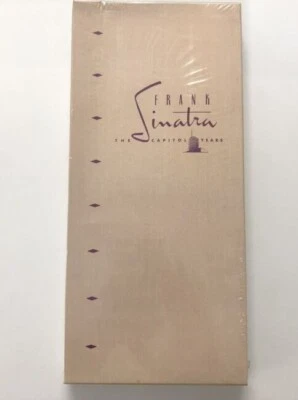 FRANK
Sinatra
THE CAPITOL YEARS